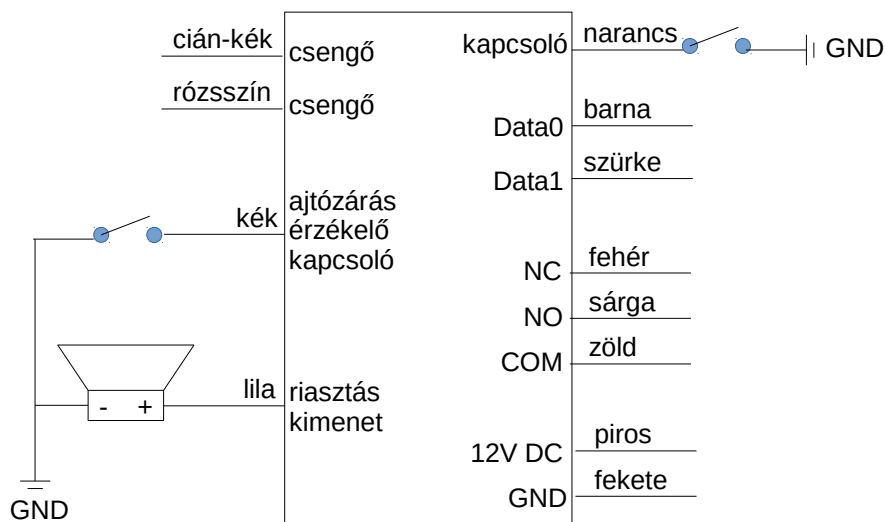 cián-kék
csengő
rózsszín
csengő
kék
ajtózárás
érzékelő
kapcsoló
- +
lila
riasztás
kimenet
GND
kapcsoló
narancs
GND
Data0
barna
Data1
szürke
NC
fehér
NO
sárga
COM
zöld
12V DC
piros
GND
fekete